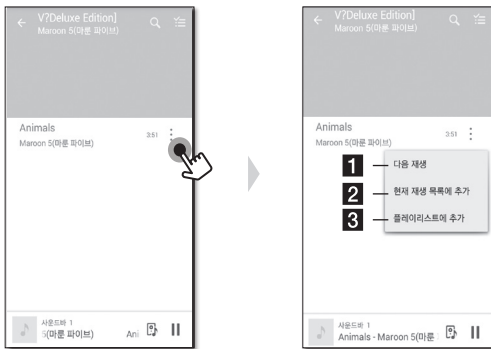 V?Deluxe Edition]
Maroon 5(마룬 파이브)
Animals
Maroon 5(마룬 파이브)
3:51
사운드바 1
5(마룬 파이브)
Ani
V?Deluxe Edition]
Maroon 5(마룬 파이브)
Animals
Maroon 5(마룬 파이브)
3:51
1 다음 재생
2 현재 재생 목록에 추가
3 플레이리스트에 추가
사운드바 1
Animals - Maroon 5(마룬